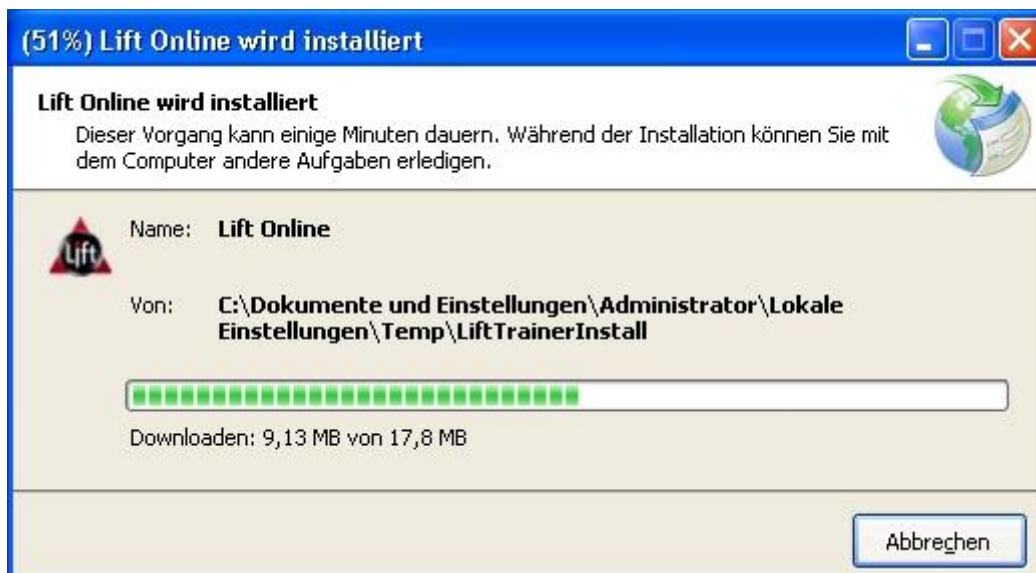 (51%) Lift Online wird installiert
Lift Online wird installiert
Dieser Vorgang kann einige Minuten dauern. Während der Installation können Sie mit
dem Computer andere Aufgaben erledigen.
Lift
Name: Lift Online
Von: C:\Dokumente und Einstellungen\Administrator\Lokale
Einstellungen\Temp\LiftTrainerInstall
Downloaden: 9,13 MB von 17,8 MB
Abbrechen